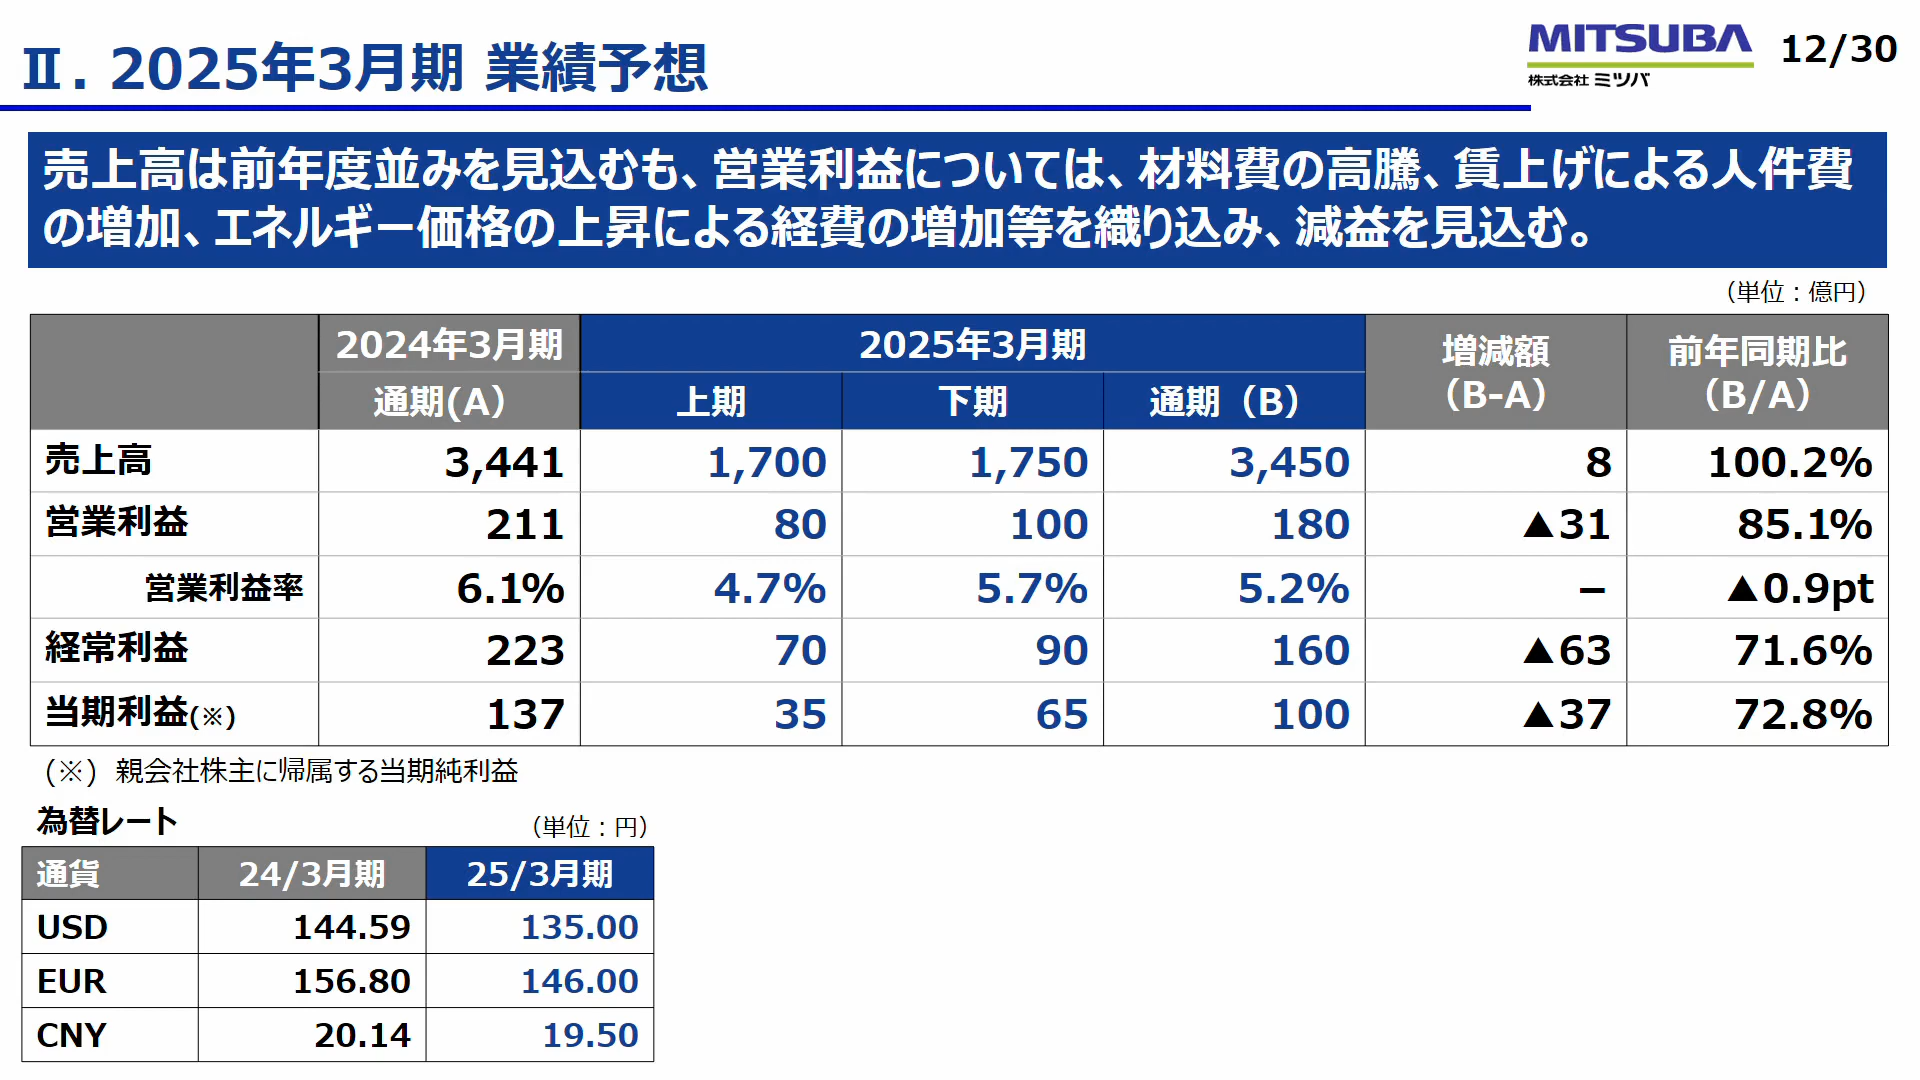 Ⅱ. 2025年3月期 業績予想
MITSUBA
株式会社 ミツバ
12/30
売上高は前年度並みを見込むも、営業利益については、材料費の高騰、賃上げによる人件費
の増加、エネルギー価格の上昇による経費の増加等を織り込み、減益を見込む。
（単位：億円）
2024年3月期 2025年3月期 増減額 前年同期比
通期(A） 上期 下期 通期（B） （B-A） （B/A）
売上高 3,441 1,700 1,750 3,450 8 100.2%
営業利益 211 80 100 180 ▲31 85.1%
営業利益率 6.1% 4.7% 5.7% 5.2% – ▲0.9pt
経常利益 223 70 90 160 ▲63 71.6%
当期利益(※) 137 35 65 100 ▲37 72.8%
（※）親会社株主に帰属する当期純利益
為替レート （単位：円）
通貨 24/3月期 25/3月期
USD 144.59 135.00
EUR 156.80 146.00
CNY 20.14 19.50